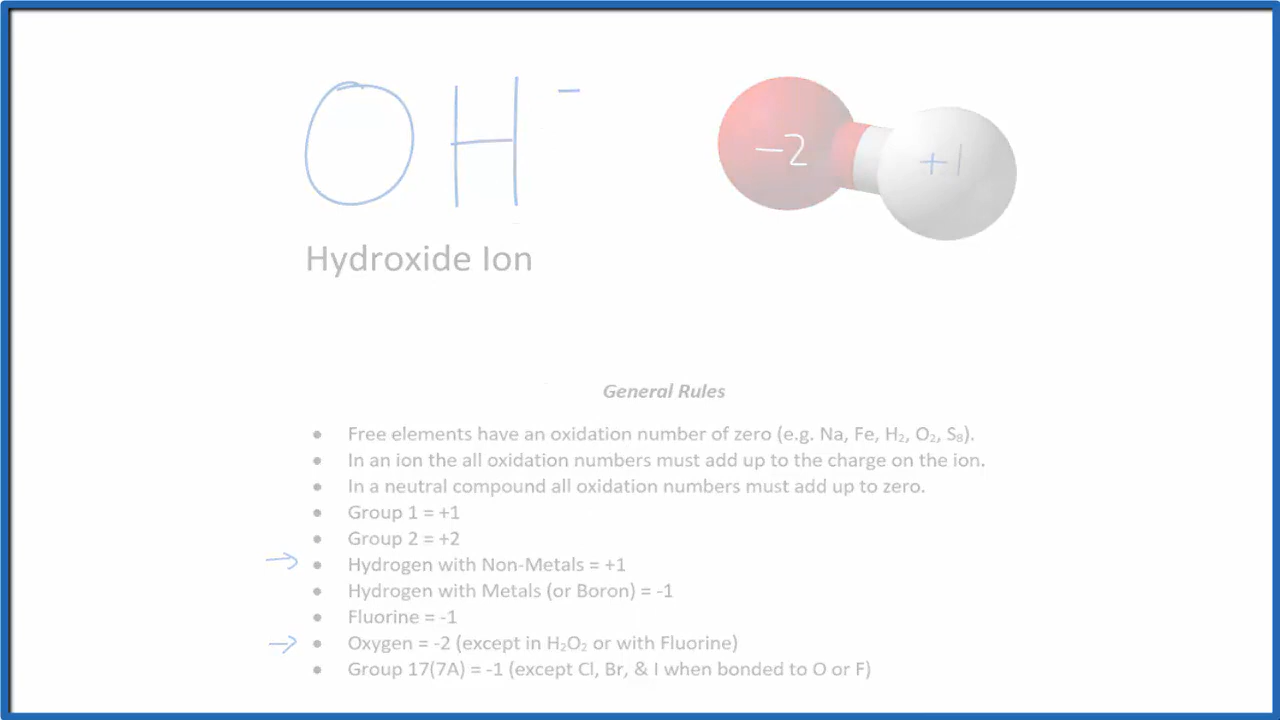 OH⁻
-2
+1
Hydroxide Ion
General Rules
• Free elements have an oxidation number of zero (e.g. Na, Fe, H₂, O₂, S₈).
• In an ion the all oxidation numbers must add up to the charge on the ion.
• In a neutral compound all oxidation numbers must add up to zero.
• Group 1 = +1
• Group 2 = +2
→ • Hydrogen with Non-Metals = +1
• Hydrogen with Metals (or Boron) = -1
• Fluorine = -1
→ • Oxygen = -2 (except in H₂O₂ or with Fluorine)
• Group 17(7A) = -1 (except Cl, Br, & I when bonded to O or F)